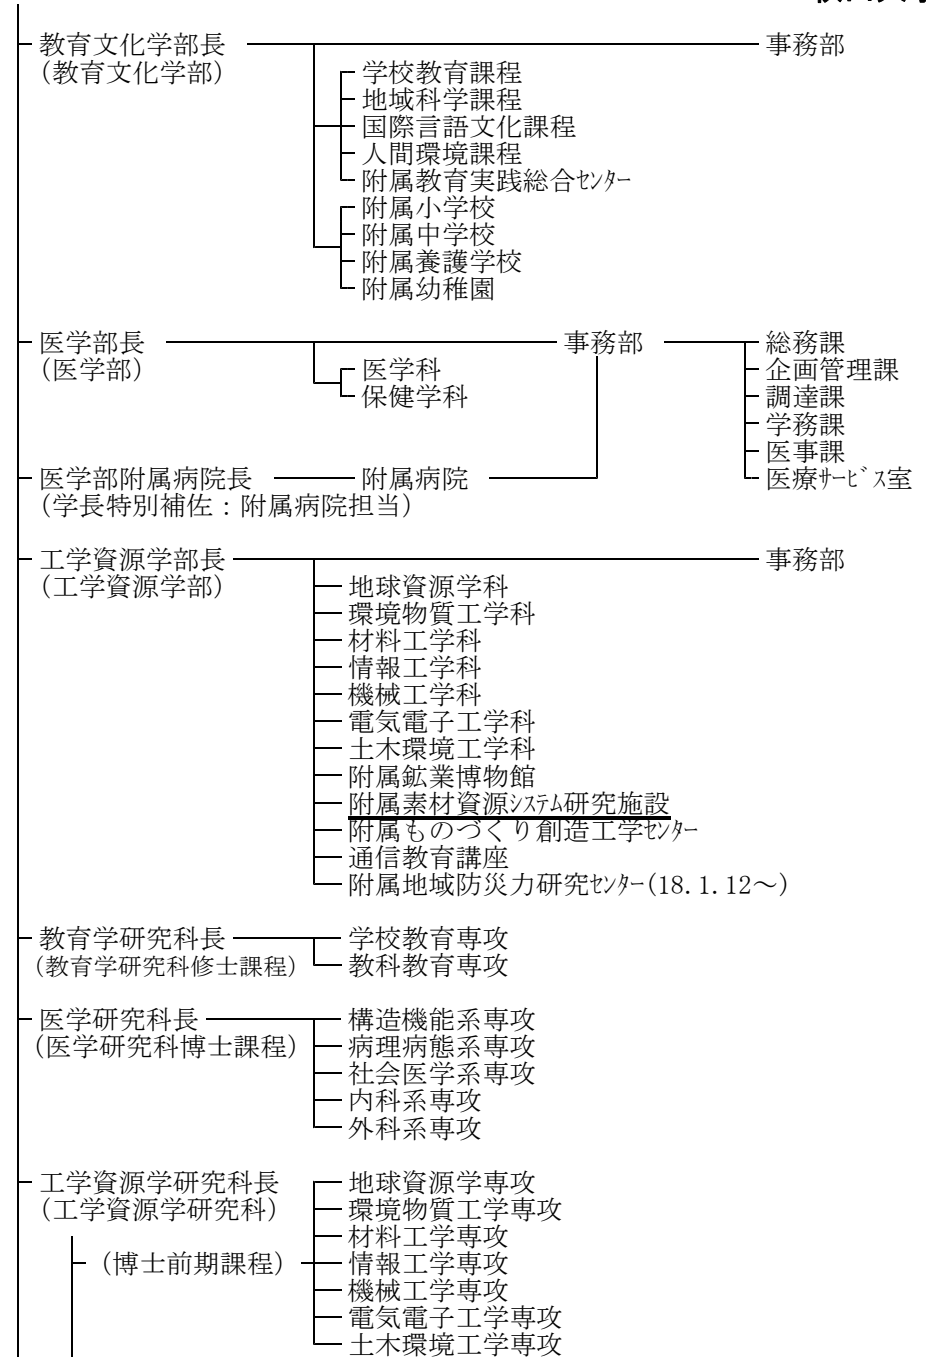 教育文化学部長 事務部
(教育文化学部) 学校教育課程
地域科学課程
国際言語文化課程
人間環境課程
附属教育実践総合ｾﾝﾀｰ
附属小学校
附属中学校
附属養護学校
附属幼稚園
医学部長 事務部 総務課
(医学部) 医学科 企画管理課
保健学科 調達課
学務課
医事課
医学部附属病院長 附属病院 医療ｻｰﾋﾞｽ室
(学長特別補佐：附属病院担当)
工学資源学部長 事務部
(工学資源学部) 地球資源学科
環境物質工学科
材料工学科
情報工学科
機械工学科
電気電子工学科
土木環境工学科
附属鉱業博物館
附属素材資源ｼｽﾃﾑ研究施設
附属ものづくり創造工学ｾﾝﾀｰ
通信教育講座
附属地域防災力研究ｾﾝﾀｰ(18.1.12～)
教育学研究科長 学校教育専攻
(教育学研究科修士課程) 教科教育専攻
医学研究科長 構造機能系専攻
(医学研究科博士課程) 病理病態系専攻
社会医学系専攻
内科系専攻
外科系専攻
工学資源学研究科長 地球資源学専攻
(工学資源学研究科) 環境物質工学専攻
材料工学専攻
(博士前期課程) 情報工学専攻
機械工学専攻
電気電子工学専攻
土木環境工学専攻